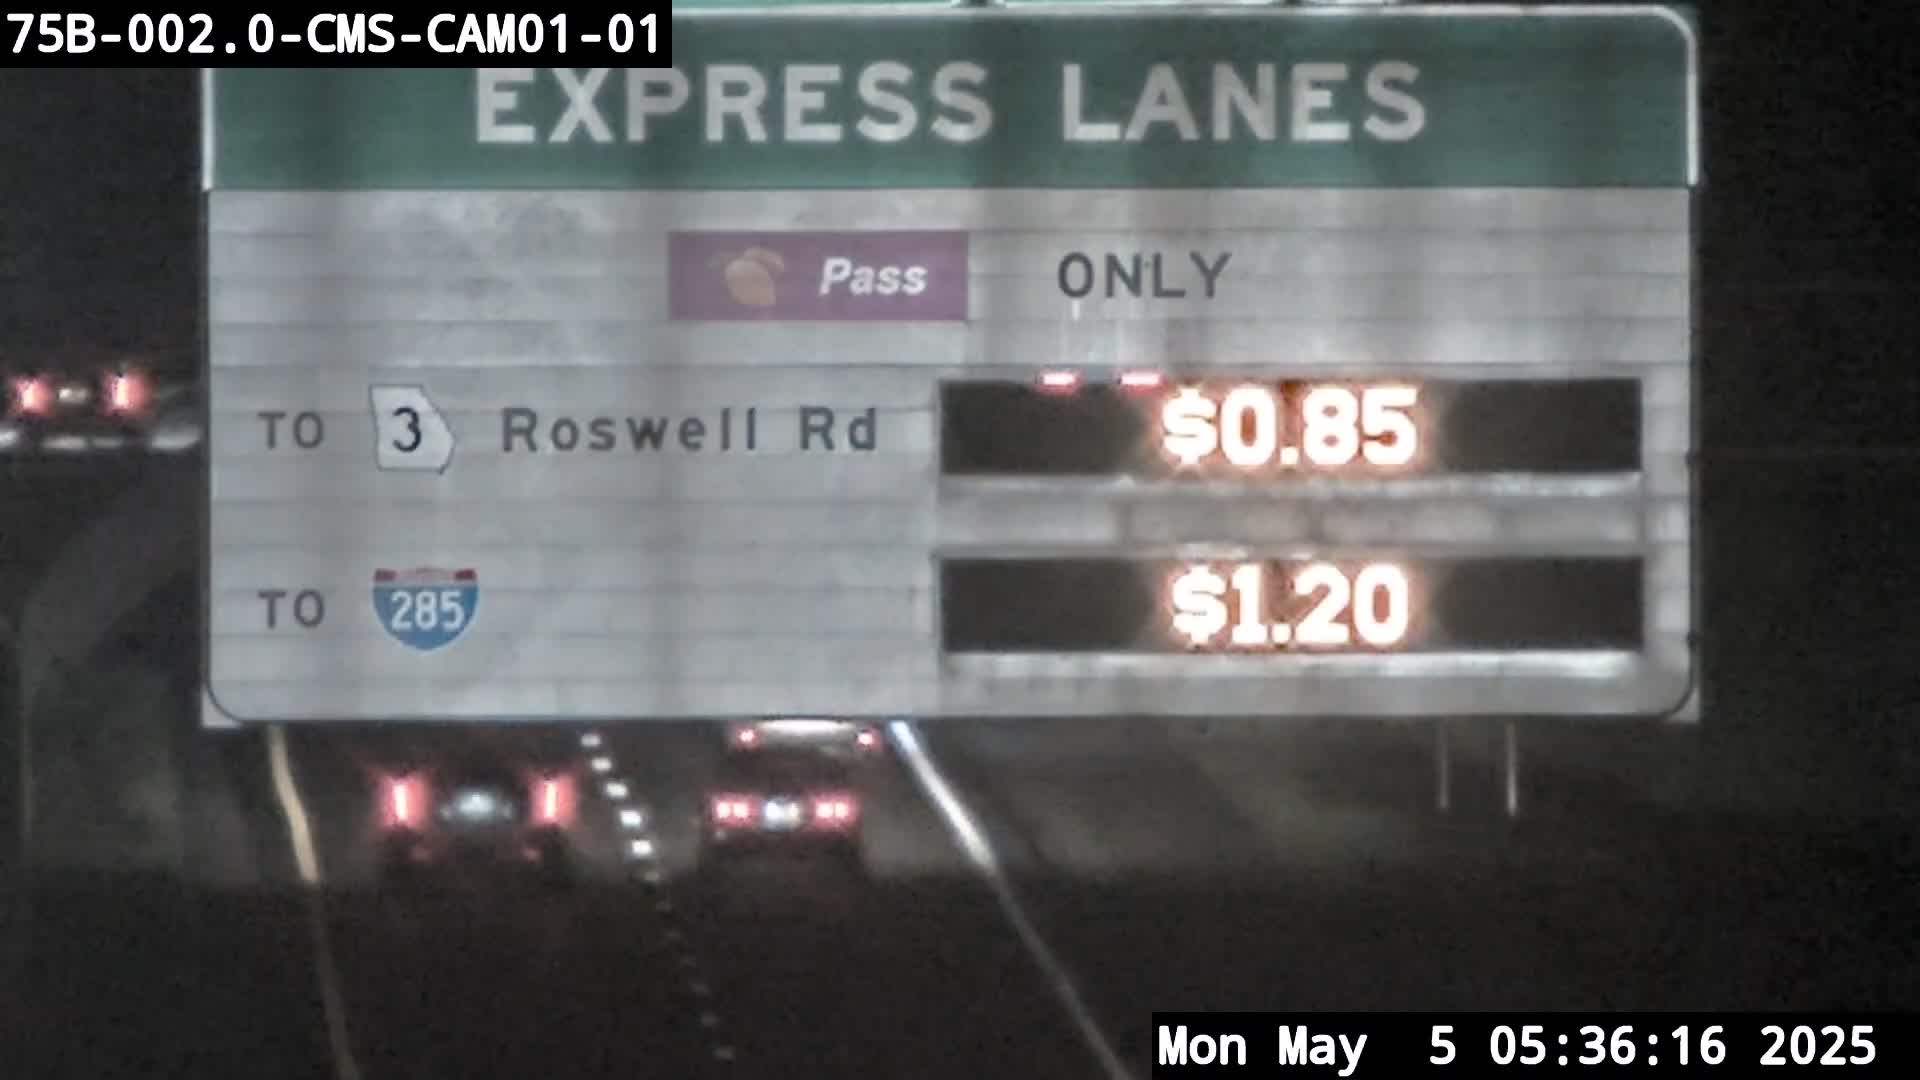 75B-002.0-CMS-CAM01-01
EXPRESS LANES
Pass ONLY
TO 3 Roswell Rd $0.85
TO 285 $1.20
Mon May 5 05:36:16 2025